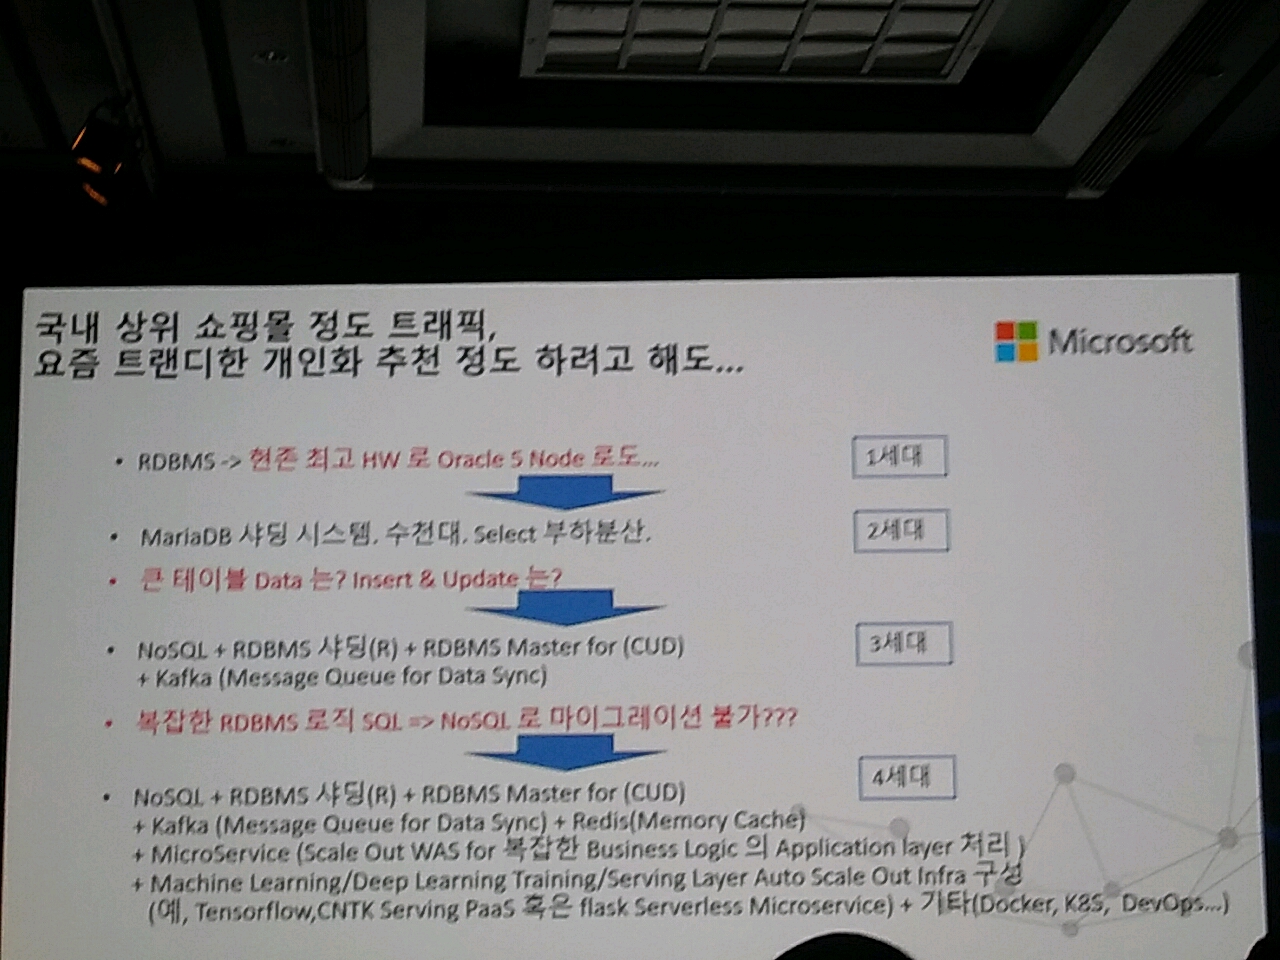 국내 상위 쇼핑몰 정도 트래픽,
요즘 트랜디한 개인화 추천 정도 하려고 해도...
Microsoft
• RDBMS -> 현존 최고 HW 로 Oracle 5 Node 로도...
1세대
• MariaDB 샤딩 시스템, 수천대, Select 부하분산.
2세대
• 큰 테이블 Data 는? Insert & Update 는?
• NoSQL + RDBMS 샤딩(R) + RDBMS Master for (CUD)
3세대
+ Kafka (Message Queue for Data Sync)
• 복잡한 RDBMS 로직 SQL => NoSQL 로 마이그레이션 불가???
4세대
• NoSQL + RDBMS 샤딩(R) + RDBMS Master for (CUD)
+ Kafka (Message Queue for Data Sync) + Redis(Memory Cache)
+ MicroService (Scale Out WAS for 복잡한 Business Logic 의 Application layer 처리 )
+ Machine Learning/Deep Learning Training/Serving Layer Auto Scale Out Infra 구성
(예, Tensorflow,CNTK Serving PaaS 혹은 flask Serverless Microservice) + 기타(Docker, K8S, DevOps...)